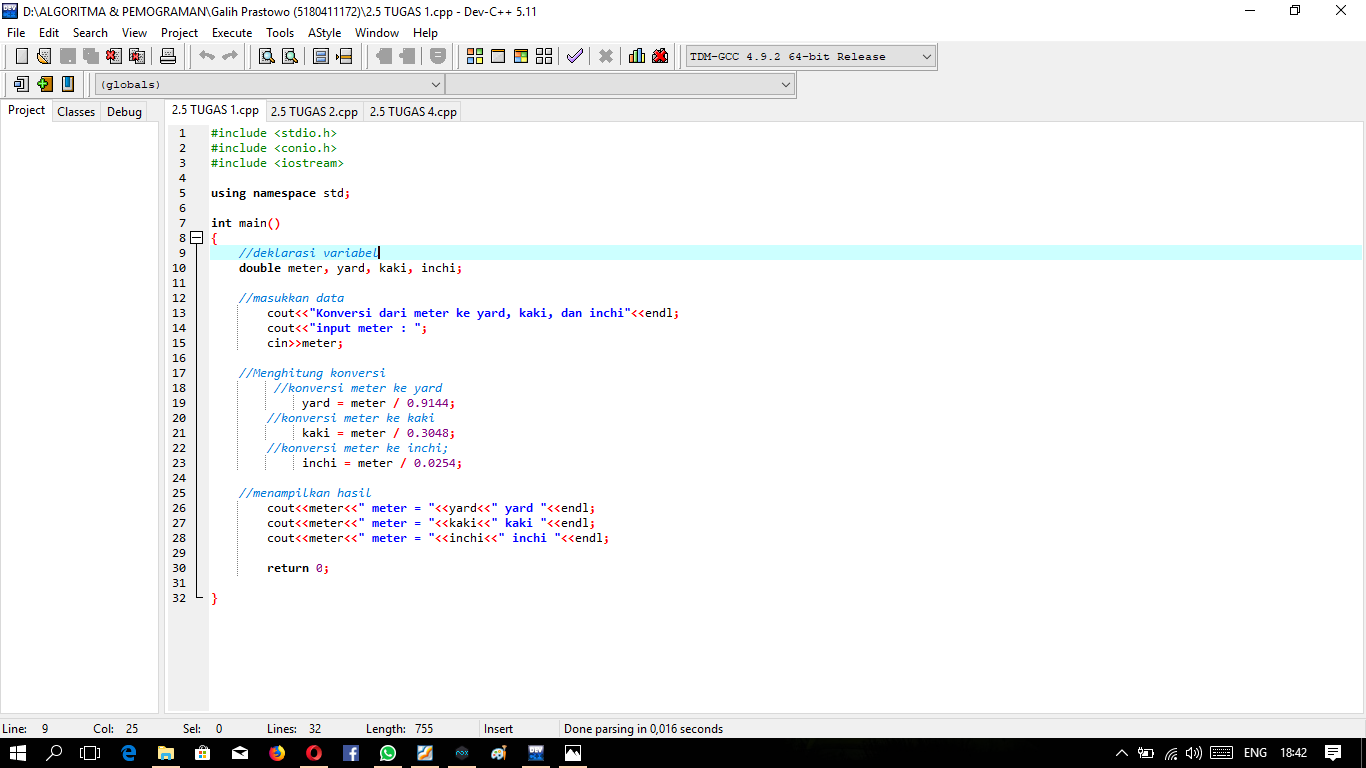 D:\ALGORITMA & PEMOGRAMAN\Galih Prastowo (5180411172)\2.5 TUGAS 1.cpp - Dev-C++ 5.11
File Edit Search View Project Execute Tools AStyle Window Help
TDM-GCC 4.9.2 64-bit Release
(globals)
Project Classes Debug
2.5 TUGAS 1.cpp 2.5 TUGAS 2.cpp 2.5 TUGAS 4.cpp
1 #include <stdio.h>
2 #include <conio.h>
3 #include <iostream>
4
5 using namespace std;
6
7 int main()
8 {
9 //deklarasi variabel
10 double meter, yard, kaki, inchi;
11
12 //masukkan data
13 cout<<"Konversi dari meter ke yard, kaki, dan inchi"<<endl;
14 cout<<"input meter : ";
15 cin>>meter;
16
17 //Menghitung konversi
18 //konversi meter ke yard
19 yard = meter / 0.9144;
20 //konversi meter ke kaki
21 kaki = meter / 0.3048;
22 //konversi meter ke inchi;
23 inchi = meter / 0.0254;
24
25 //menampilkan hasil
26 cout<<meter<<" meter = "<<yard<<" yard "<<endl;
27 cout<<meter<<" meter = "<<kaki<<" kaki "<<endl;
28 cout<<meter<<" meter = "<<inchi<<" inchi "<<endl;
29
30 return 0;
31
32 }
Line: 9 Col: 25 Sel: 0 Lines: 32 Length: 755 Insert Done parsing in 0,016 seconds
ENG 18:42